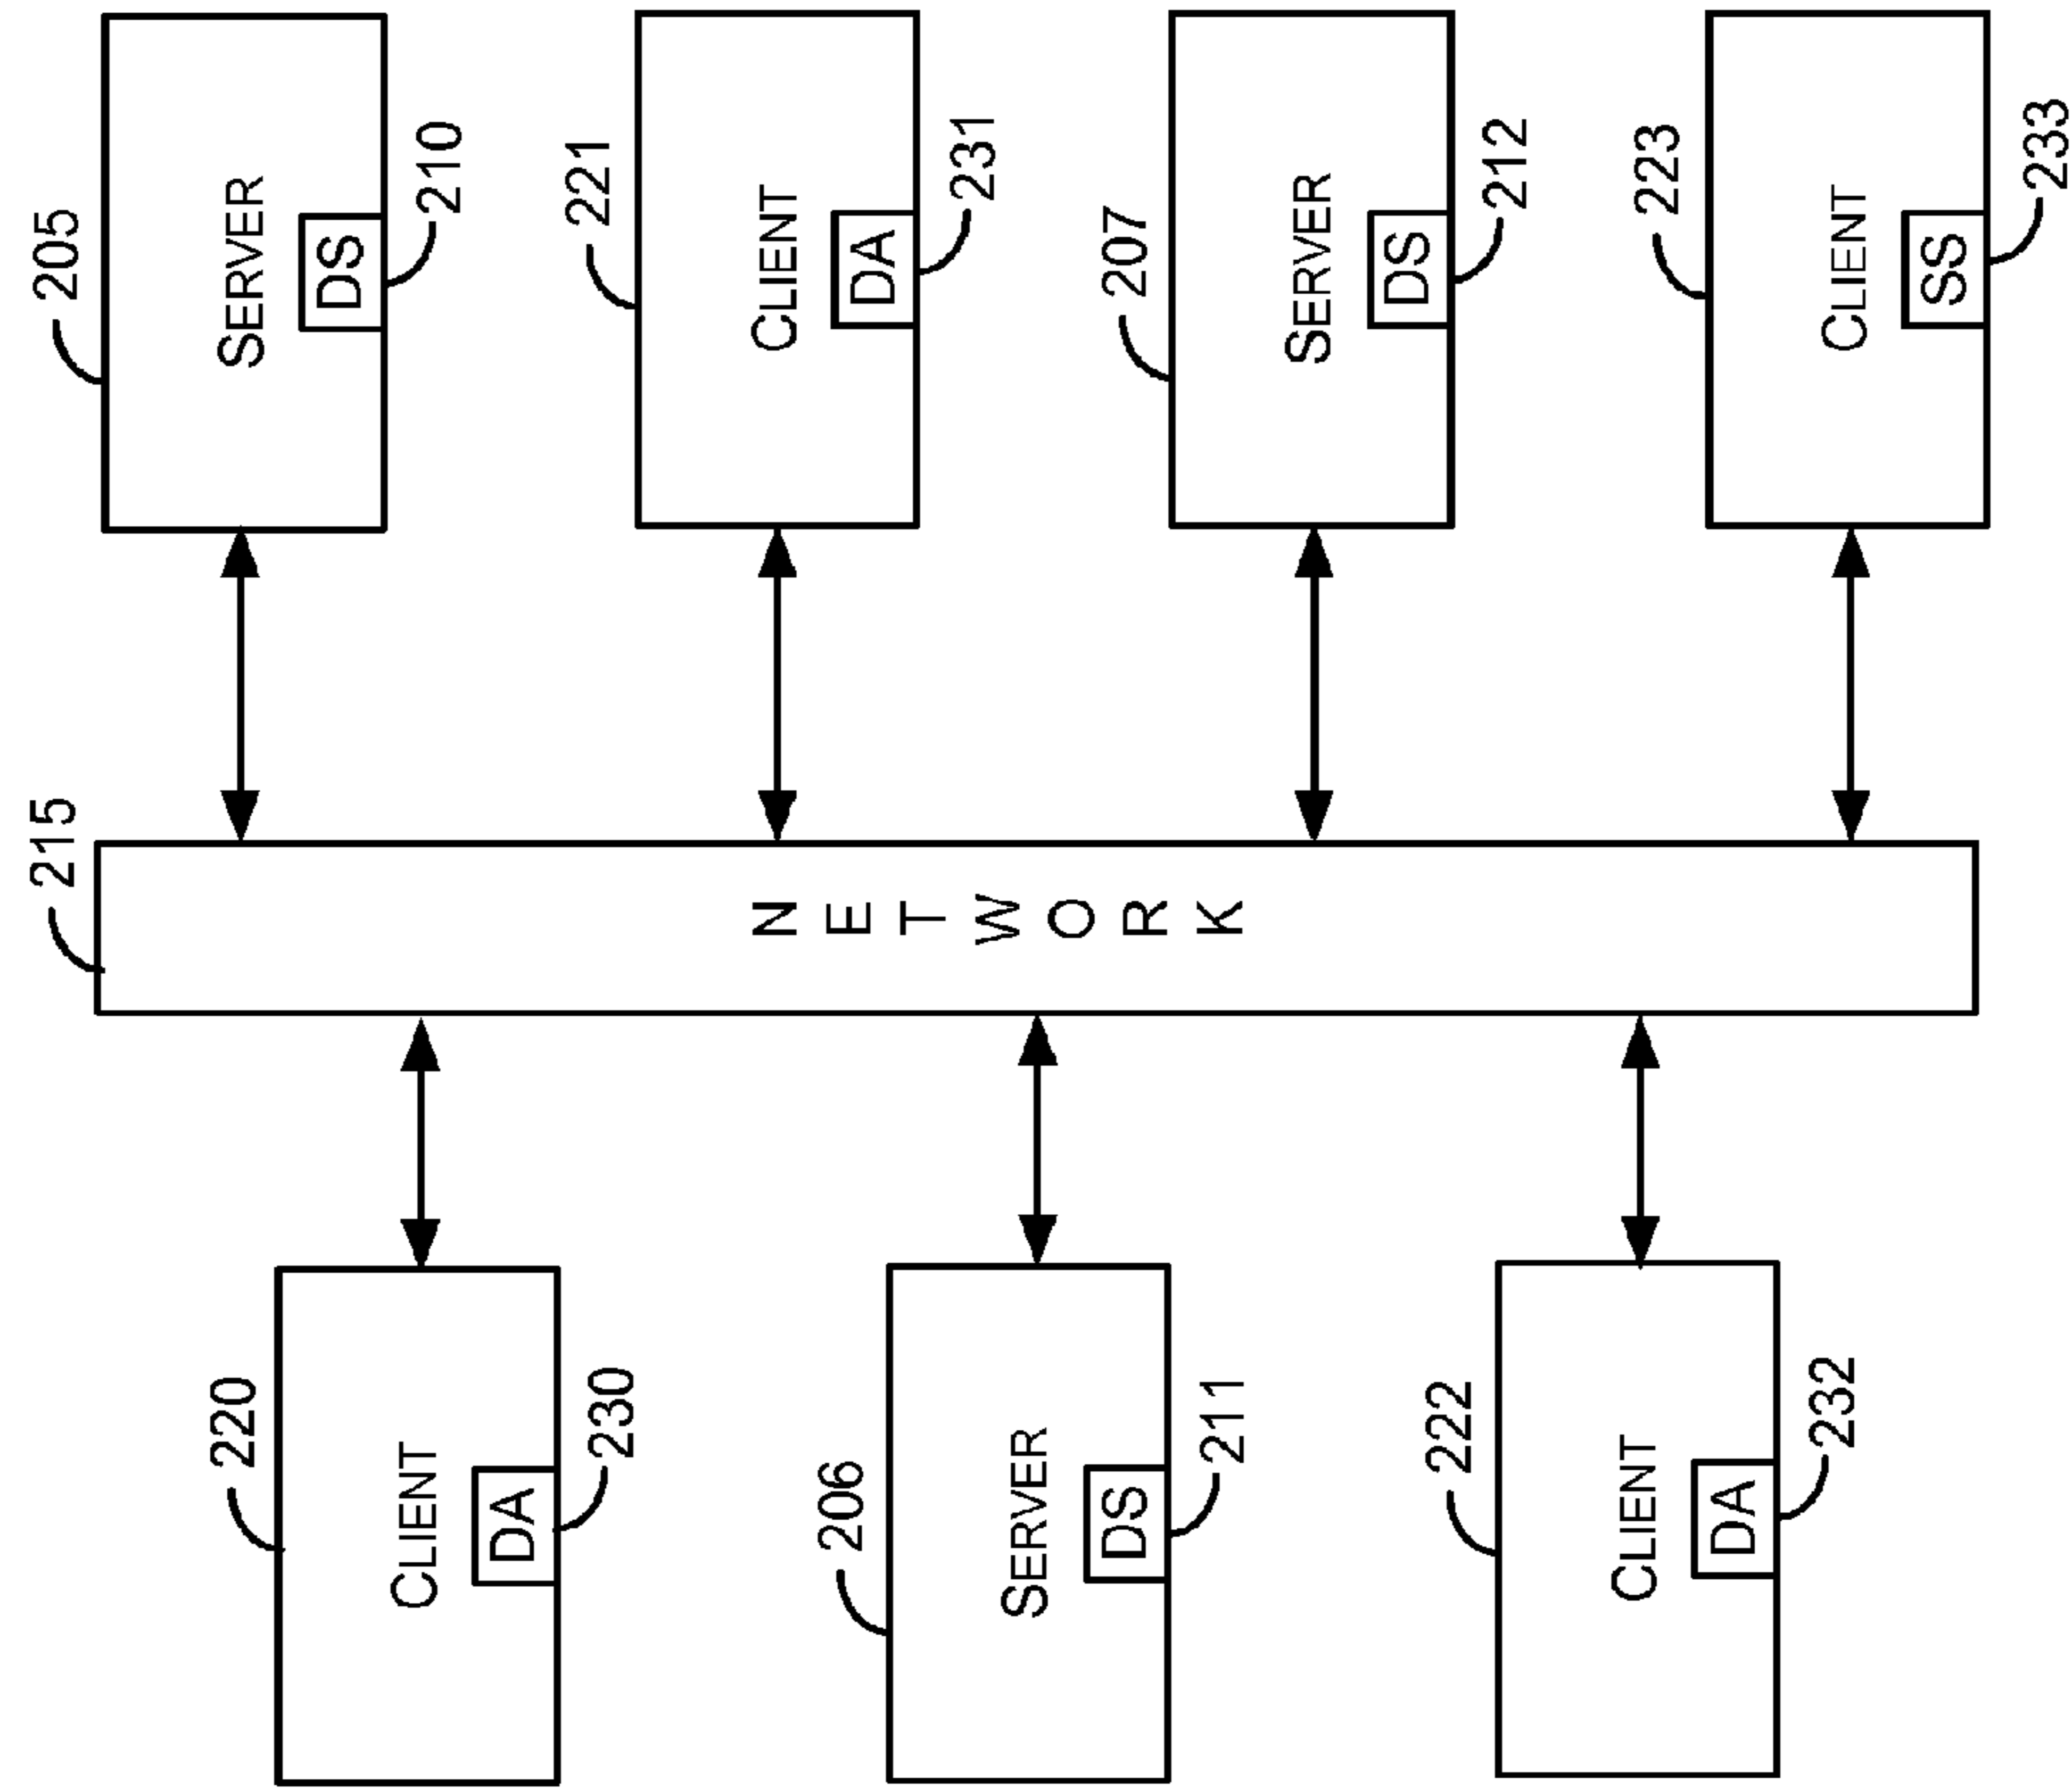 220
CLIENT
DA
230
206
SERVER
DS
211
222
CLIENT
DA
232
215
N
E
T
W
O
R
K
205
SERVER
DS
210
221
CLIENT
DA
231
207
SERVER
DS
212
223
CLIENT
SS
233